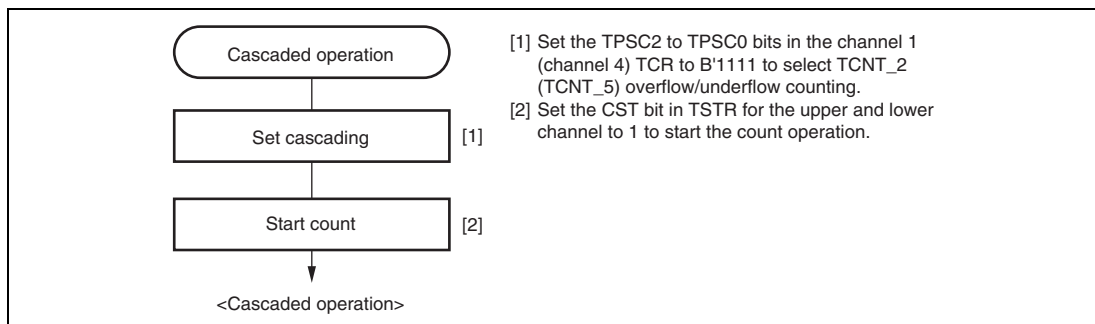 Cascaded operation
Set cascading
[1]
Start count
[2]
<Cascaded operation>
[1] Set the TPSC2 to TPSC0 bits in the channel 1
(channel 4) TCR to B'1111 to select TCNT_2
(TCNT_5) overflow/underflow counting.
[2] Set the CST bit in TSTR for the upper and lower
channel to 1 to start the count operation.